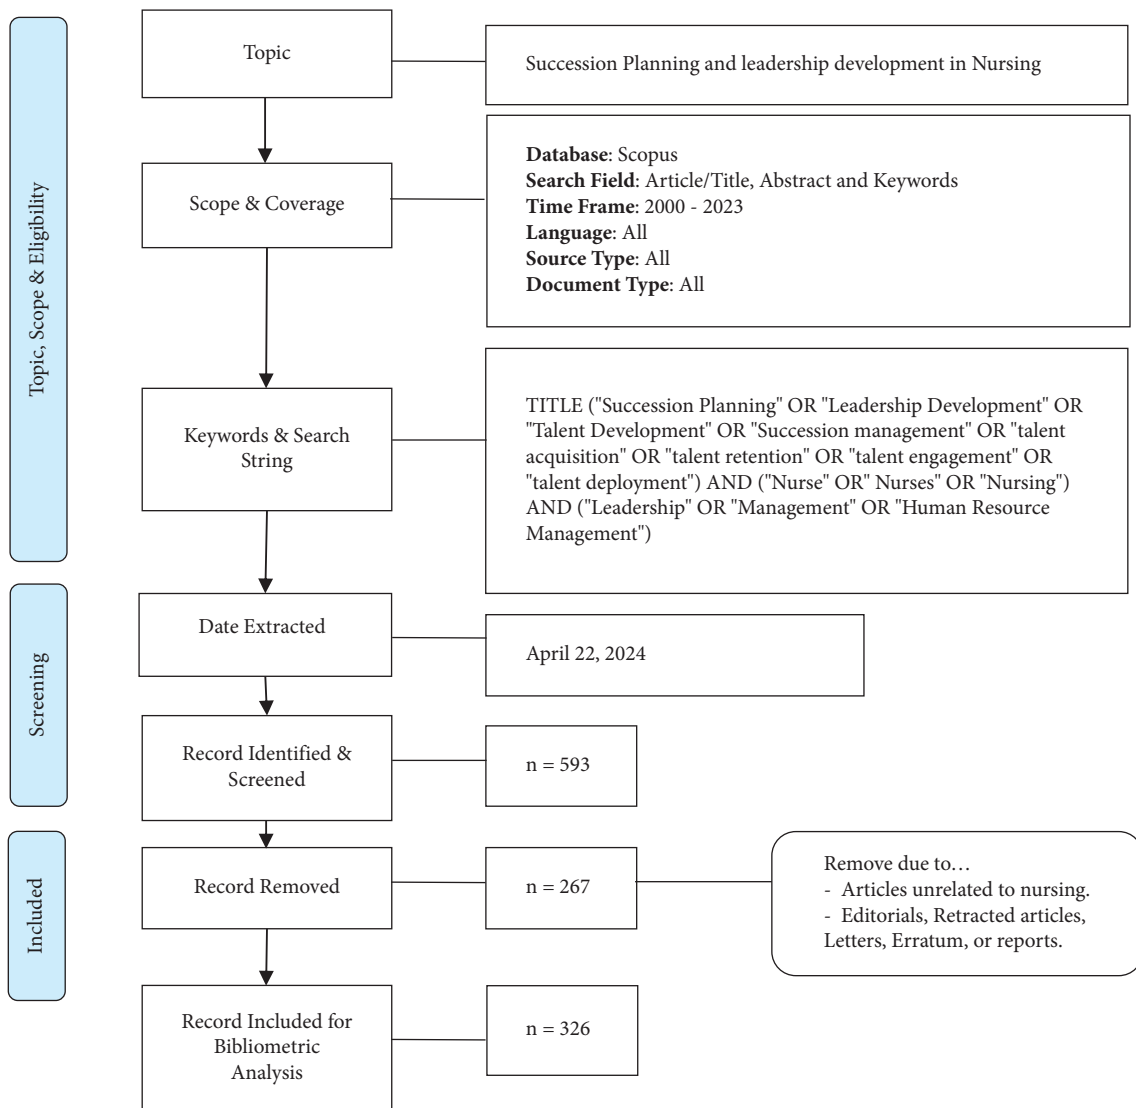 Topic, Scope & Eligibility
Topic
Succession Planning and leadership development in Nursing
Scope & Coverage
Database: Scopus
Search Field: Article/Title, Abstract and Keywords
Time Frame: 2000 - 2023
Language: All
Source Type: All
Document Type: All
Keywords & Search
String
TITLE ("Succession Planning" OR "Leadership Development" OR
"Talent Development" OR "Succession management" OR "talent
acquisition" OR "talent retention" OR "talent engagement" OR
"talent deployment") AND ("Nurse" OR" Nurses" OR "Nursing")
AND ("Leadership" OR "Management" OR "Human Resource
Management")
Screening
Date Extracted
April 22, 2024
Record Identified &
Screened
n = 593
Included
Record Removed
n = 267
Remove due to…
- Articles unrelated to nursing.
- Editorials, Retracted articles,
Letters, Erratum, or reports.
Record Included for
Bibliometric
Analysis
n = 326